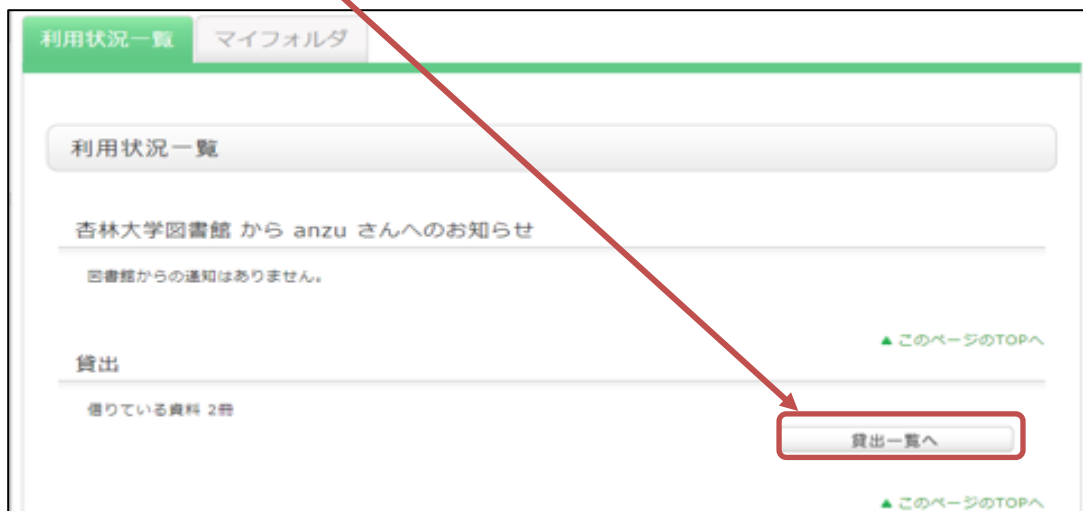 利用状況一覧 マイフォルダ
利用状況一覧
杏林大学図書館 から anzu さんへのお知らせ
図書館からの通知はありません。
▲ このページのTOPへ
貸出
借りている資料 2冊
貸出一覧へ
▲ このページのTOPへ